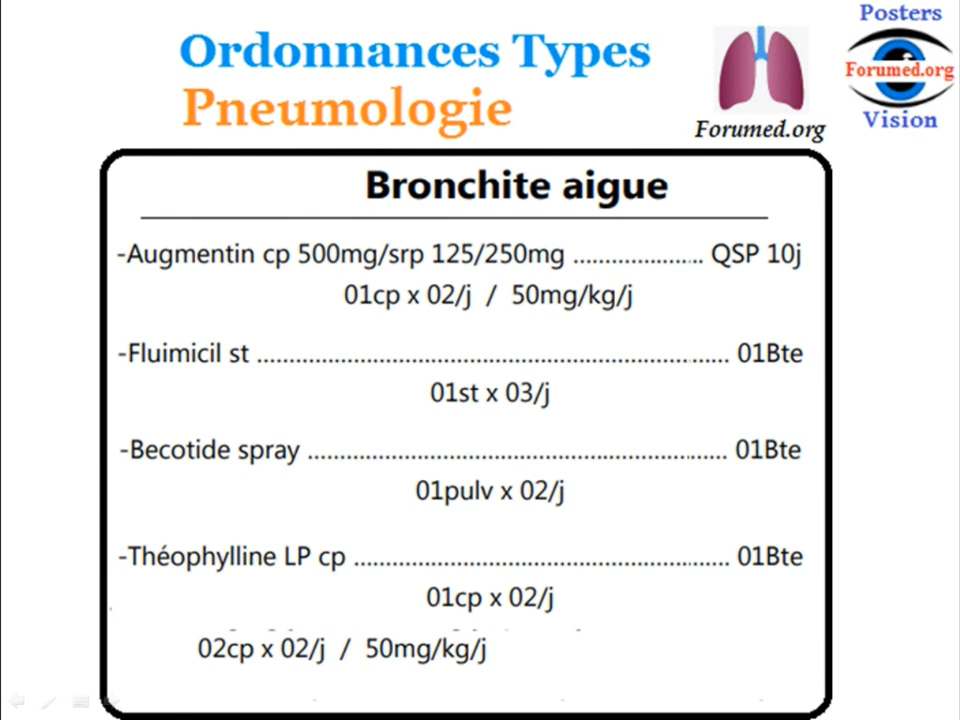 Ordonnances Types
Pneumologie
Forumed.org
Posters
Forumed.org
Vision
Bronchite aigue
-Augmentin cp 500mg/srp 125/250mg ..................... QSP 10j
01cp x 02/j / 50mg/kg/j
-Fluimicil st ........................................................................ 01Bte
01st x 03/j
-Becotide spray ................................................................ 01Bte
01pulv x 02/j
-Théophylline LP cp .......................................................... 01Bte
01cp x 02/j
02cp x 02/j / 50mg/kg/j